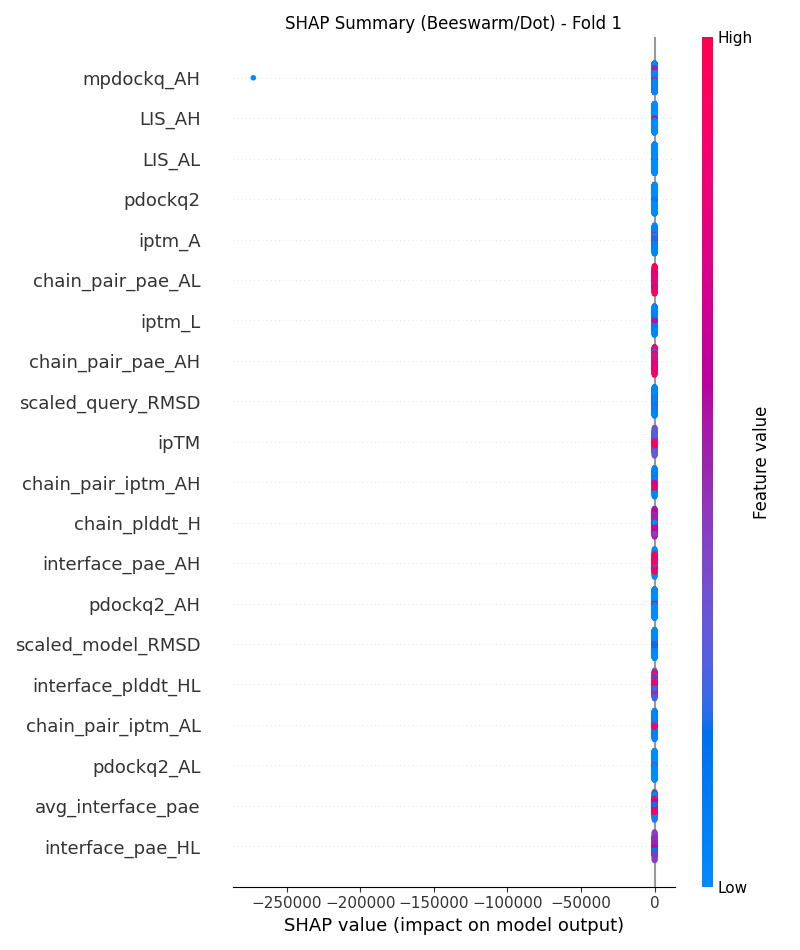 SHAP Summary (Beeswarm/Dot) - Fold 1
High
mpdockq_AH
LIS_AH
LIS_AL
pdockq2
iptm_A
chain_pair_pae_AL
iptm_L
chain_pair_pae_AH
scaled_query_RMSD
ipTM
chain_pair_iptm_AH
chain_plddt_H
interface_pae_AH
pdockq2_AH
scaled_model_RMSD
interface_plddt_HL
chain_pair_iptm_AL
pdockq2_AL
avg_interface_pae
interface_pae_HL
Feature value
Low
−250000 −200000 −150000 −100000 −50000 0
SHAP value (impact on model output)